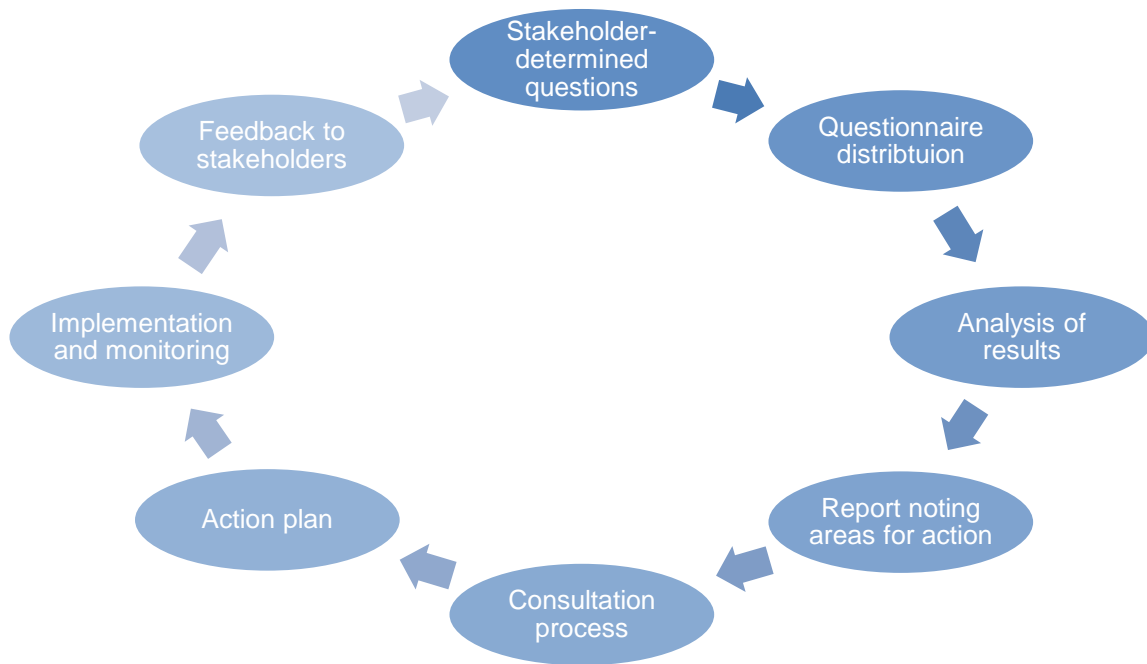 Stakeholder-
determined
questions
Questionnaire
distribtuion
Analysis of
results
Report noting
areas for action
Consultation
process
Action plan
Implementation
and monitoring
Feedback to
stakeholders